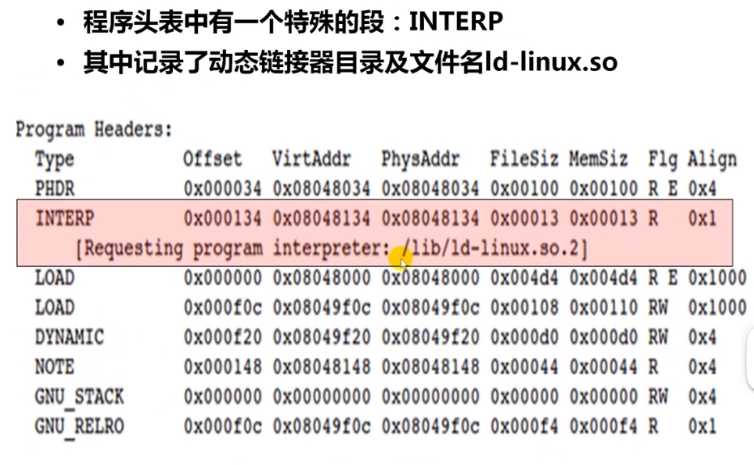 • 程序头表中有一个特殊的段：INTERP
• 其中记录了动态链接器目录及文件名ld-linux.so
Program Headers:
Type Offset VirtAddr PhysAddr FileSiz MemSiz Flg Align
PHDR 0x000034 0x08048034 0x08048034 0x00100 0x00100 R E 0x4
INTERP 0x000134 0x08048134 0x08048134 0x00013 0x00013 R 0x1
[Requesting program interpreter: /lib/ld-linux.so.2]
LOAD 0x000000 0x08048000 0x08048000 0x004d4 0x004d4 R E 0x1000
LOAD 0x000f0c 0x08049f0c 0x08049f0c 0x00108 0x00110 RW 0x1000
DYNAMIC 0x000f20 0x08049f20 0x08049f20 0x000d0 0x000d0 RW 0x4
NOTE 0x000148 0x08048148 0x08048148 0x00044 0x00044 R 0x4
GNU_STACK 0x000000 0x00000000 0x00000000 0x00000 0x00000 RW 0x4
GNU_RELRO 0x000f0c 0x08049f0c 0x08049f0c 0x000f4 0x000f4 R 0x1